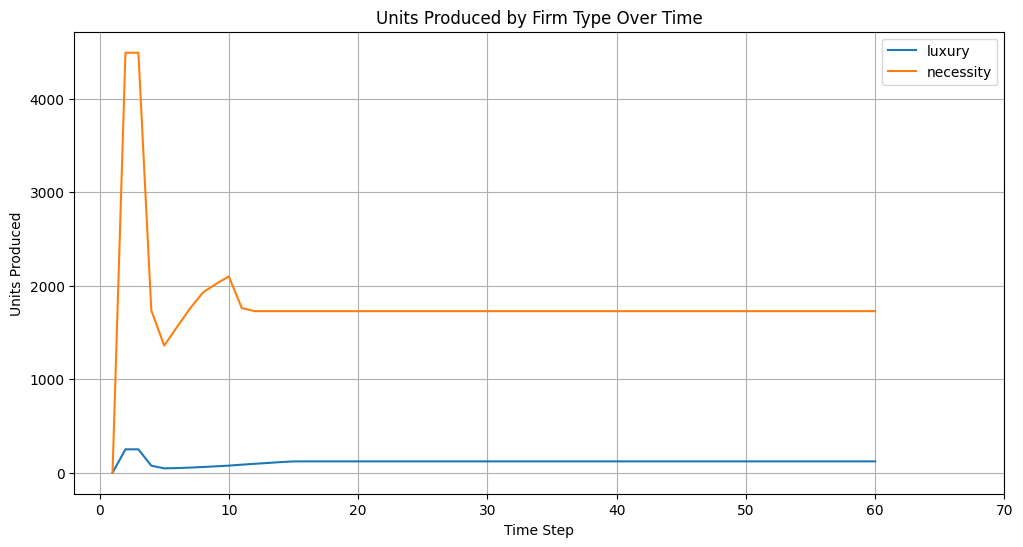 Units Produced by Firm Type Over Time
luxury
necessity
Units Produced
4000
3000
2000
1000
0
0 10 20 30 40 50 60 70
Time Step